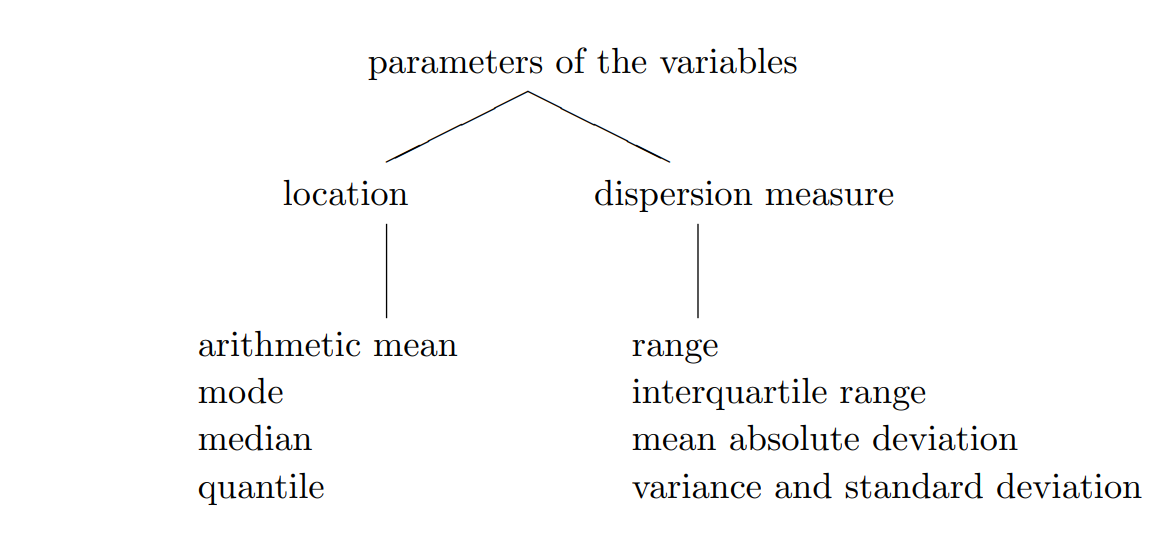 parameters of the variables
location
dispersion measure
arithmetic mean
mode
median
quantile
range
interquartile range
mean absolute deviation
variance and standard deviation